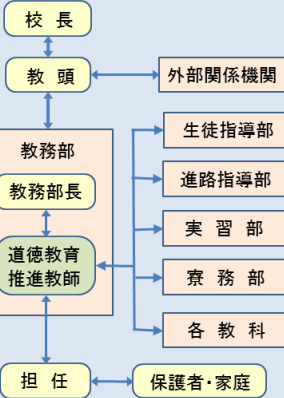 校 長
教 頭
外部関係機関
教務部
教務部長
道徳教育
推進教師
生徒指導部
進路指導部
実 習 部
寮 務 部
各 教 科
担 任
保護者・家庭